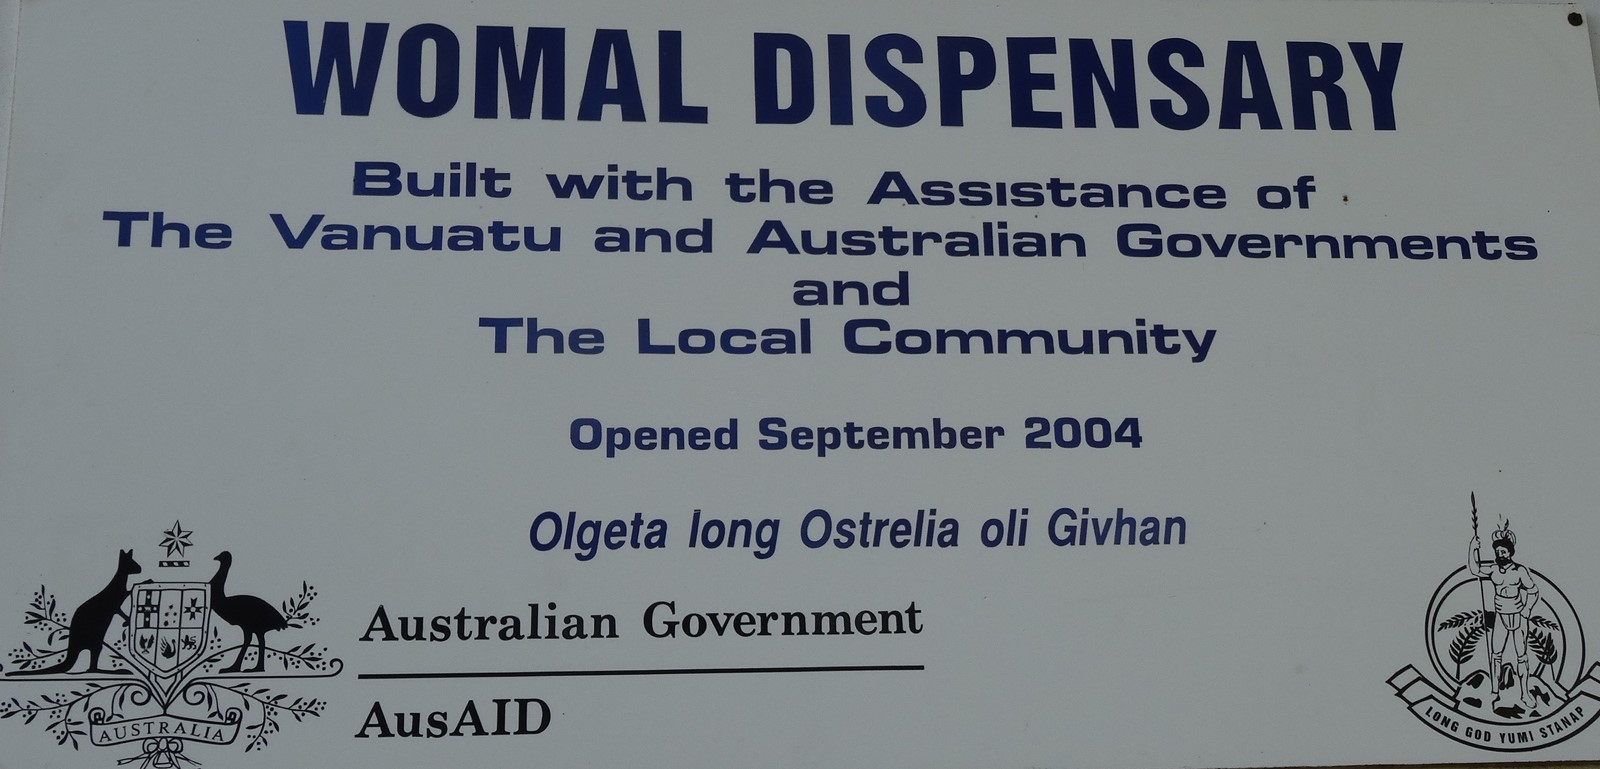 WOMAL DISPENSARY
Built with the Assistance of
The Vanuatu and Australian Governments
and
The Local Community
Opened September 2004
Olgeta long Ostrelia oli Givhan
Australian Government
AusAID
AUSTRALIA
LONG GOD YUMI STANAP